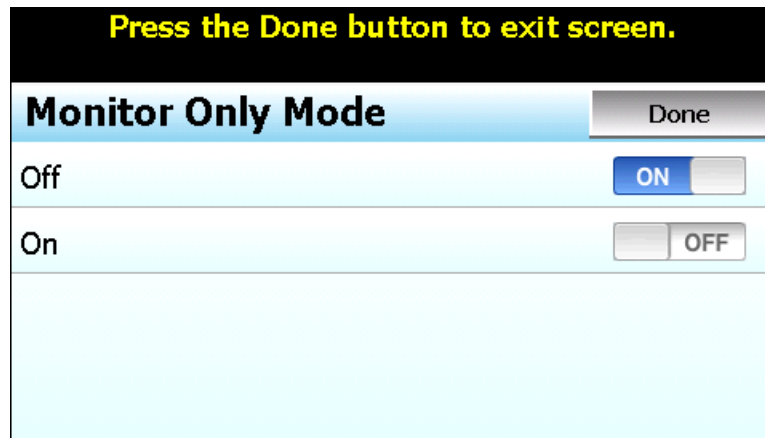 Press the Done button to exit screen.
Monitor Only Mode Done
Off ON
On OFF